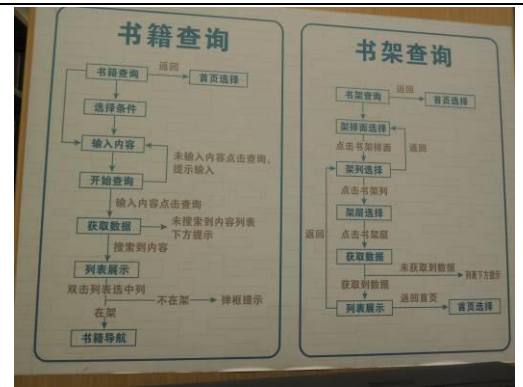 书籍查询
书籍查询
返回
首页选择
选择条件
输入内容
未输入内容点击查询，
提示输入
开始查询
输入内容点击查询
获取数据
未搜索到内容列表
下方提示
搜索到内容
列表展示
双击列表选中列
不在架
弹框提示
在架
书籍导航
书架查询
书架查询
返回
首页选择
架排面选择
点击书架排面
返回
架列选择
点击书架列
架层选择
返回
点击书架层
获取数据
未获取到数据
列表下方提示
获取到数据
列表展示
返回首页
首页选择